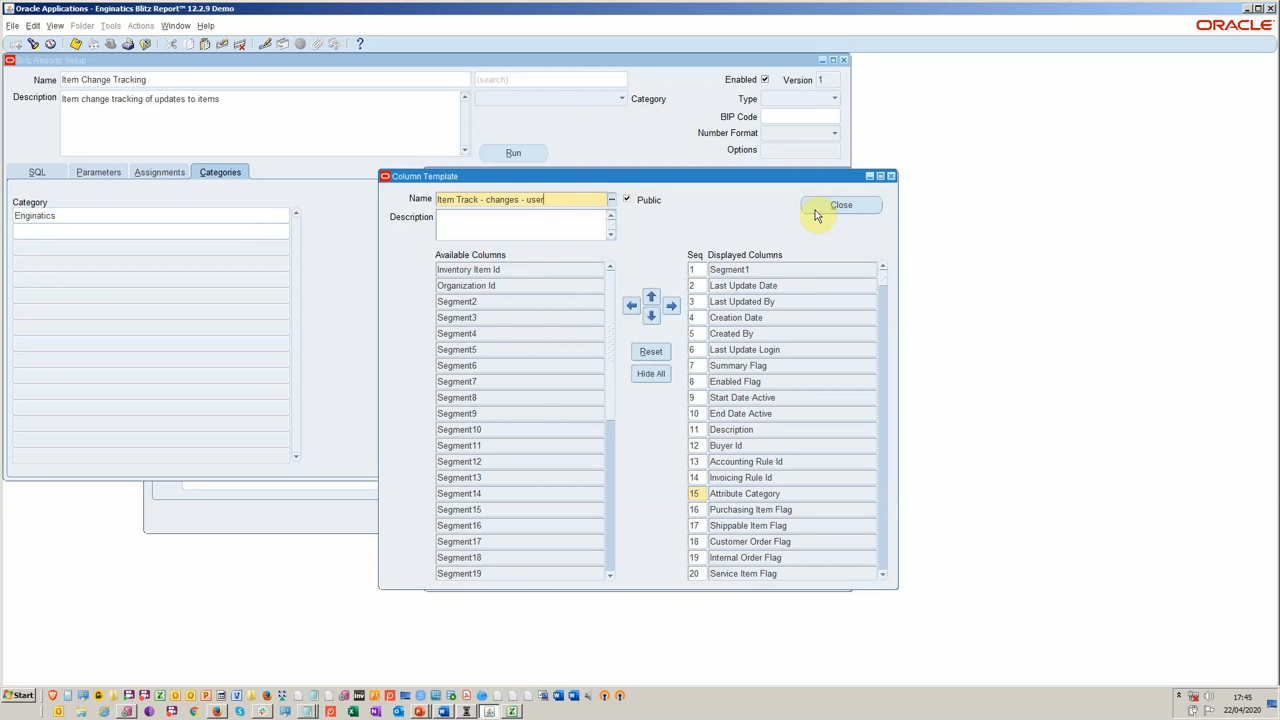 Oracle Applications - Enginatics Blitz Report™ 12.2.9 Demo
File Edit View Folder Tools Actions Window Help
ORACLE
Blitz Reports Setup
Name Item Change Tracking (search) Enabled Version 1
Description Item change tracking of updates to items Category Type
BIP Code
Number Format
Options
Run
SQL Parameters Assignments Categories
Category
Enginatics
Column Template
Name Item Track - changes - user Public Close
Description
Available Columns Seq Displayed Columns
Inventory Item Id 1 Segment1
Organization Id 2 Last Update Date
Segment2 3 Last Updated By
Segment3 4 Creation Date
Segment4 5 Created By
Segment5 6 Last Update Login
Segment6 7 Summary Flag
Segment7 8 Enabled Flag
Segment8 9 Start Date Active
Segment9 10 End Date Active
Segment10 11 Description
Segment11 12 Buyer Id
Segment12 13 Accounting Rule Id
Segment13 14 Invoicing Rule Id
Segment14 15 Attribute Category
Segment15 16 Purchasing Item Flag
Segment16 17 Shippable Item Flag
Segment17 18 Customer Order Flag
Segment18 19 Internal Order Flag
Segment19 20 Service Item Flag
Reset
Hide All
Start
17:45
22/04/2020